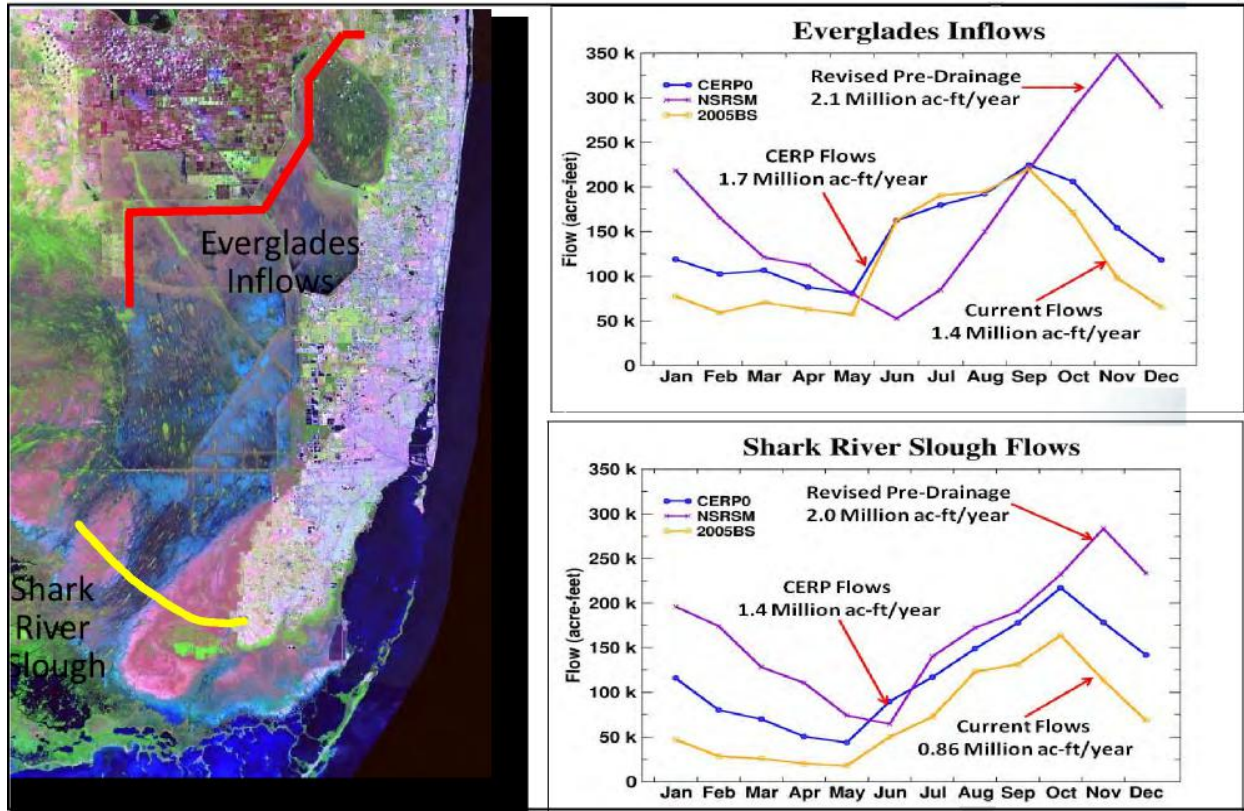 Everglades
Inflows
Shark
River
Slough
Everglades Inflows
350 k
300 k
250 k
200 k
150 k
100 k
50 k
0
Flow (acre-feet)
CERP0
NSRSM
2005BS
Revised Pre-Drainage
2.1 Million ac-ft/year
CERP Flows
1.7 Million ac-ft/year
Current Flows
1.4 Million ac-ft/year
Jan Feb Mar Apr May Jun Jul Aug Sep Oct Nov Dec
Shark River Slough Flows
350 k
300 k
250 k
200 k
150 k
100 k
50 k
0
Flow (acre-feet)
CERP0
NSRSM
2005BS
Revised Pre-Drainage
2.0 Million ac-ft/year
CERP Flows
1.4 Million ac-ft/year
Current Flows
0.86 Million ac-ft/year
Jan Feb Mar Apr May Jun Jul Aug Sep Oct Nov Dec